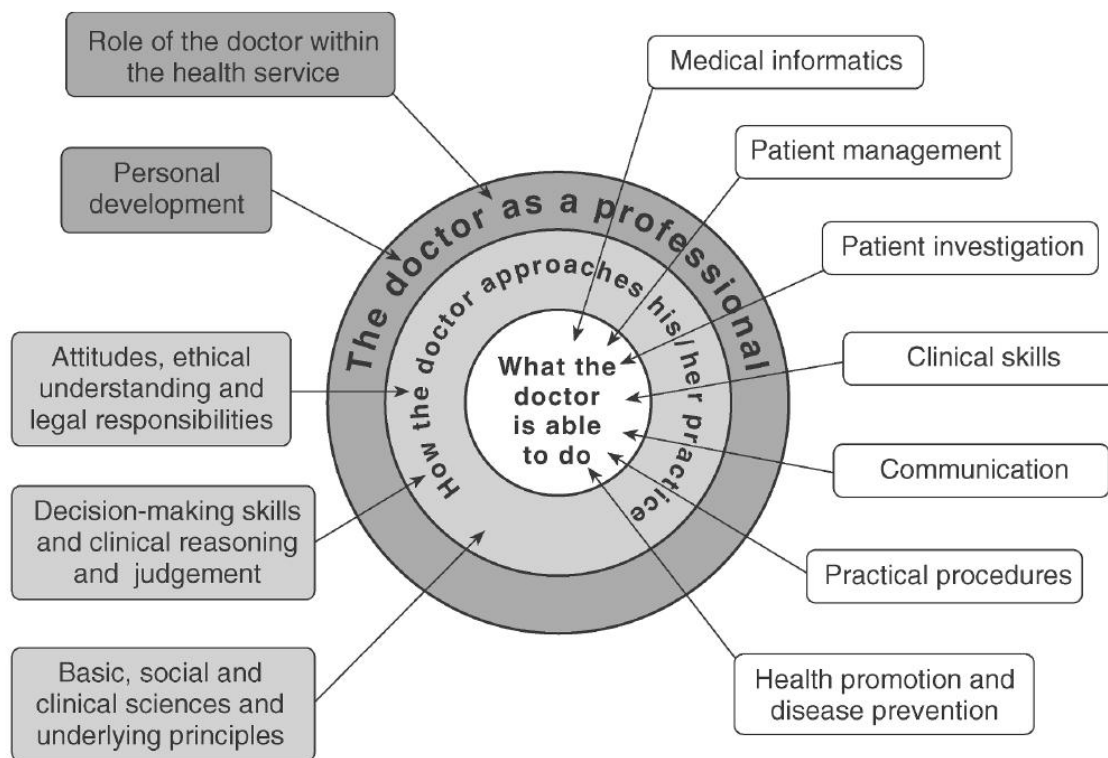 Role of the doctor within
the health service
Medical informatics
Personal
development
Patient management
Patient investigation
The doctor as a professional
How the doctor approaches his/her practice
What the
doctor
is able
to do
Attitudes, ethical
understanding and
legal responsibilities
Clinical skills
Communication
Decision-making skills
and clinical reasoning
and judgement
Practical procedures
Basic, social and
clinical sciences and
underlying principles
Health promotion and
disease prevention